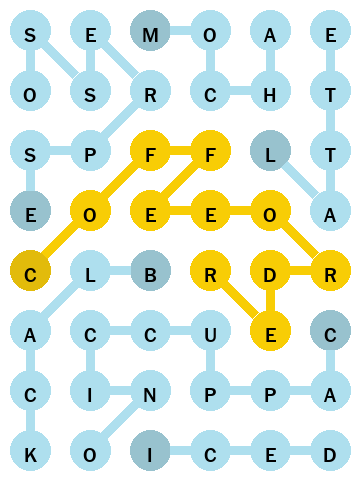 S E M O A E
O S R C H T
S P F F L T
E O E E O A
C L B R D R
A C C U E C
C I N P P A
K O I C E D